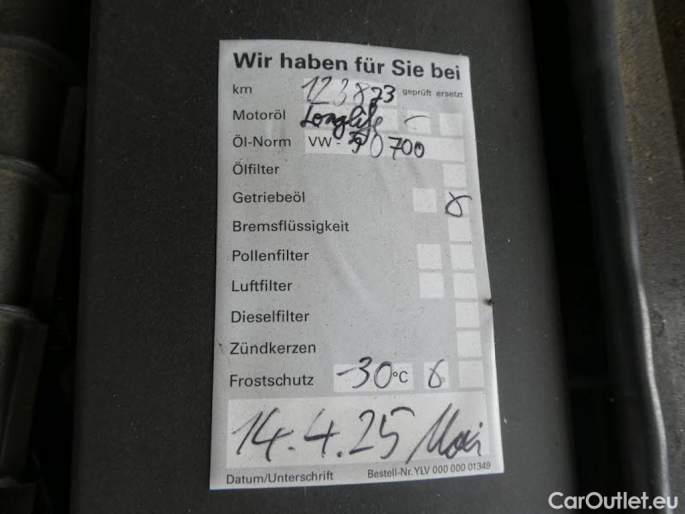 Wir haben für Sie bei
km 123873 geprüft ersetzt
Motoröl Longlife -
Öl-Norm VW - 50700
Ölfilter
Getriebeöl
Bremsflüssigkeit
Pollenfilter
Luftfilter
Dieselfilter
Zündkerzen
Frostschutz -30 °C
14.4.25
Datum/Unterschrift Bestell-Nr. YLV 000 000 01349
CarOutlet.eu